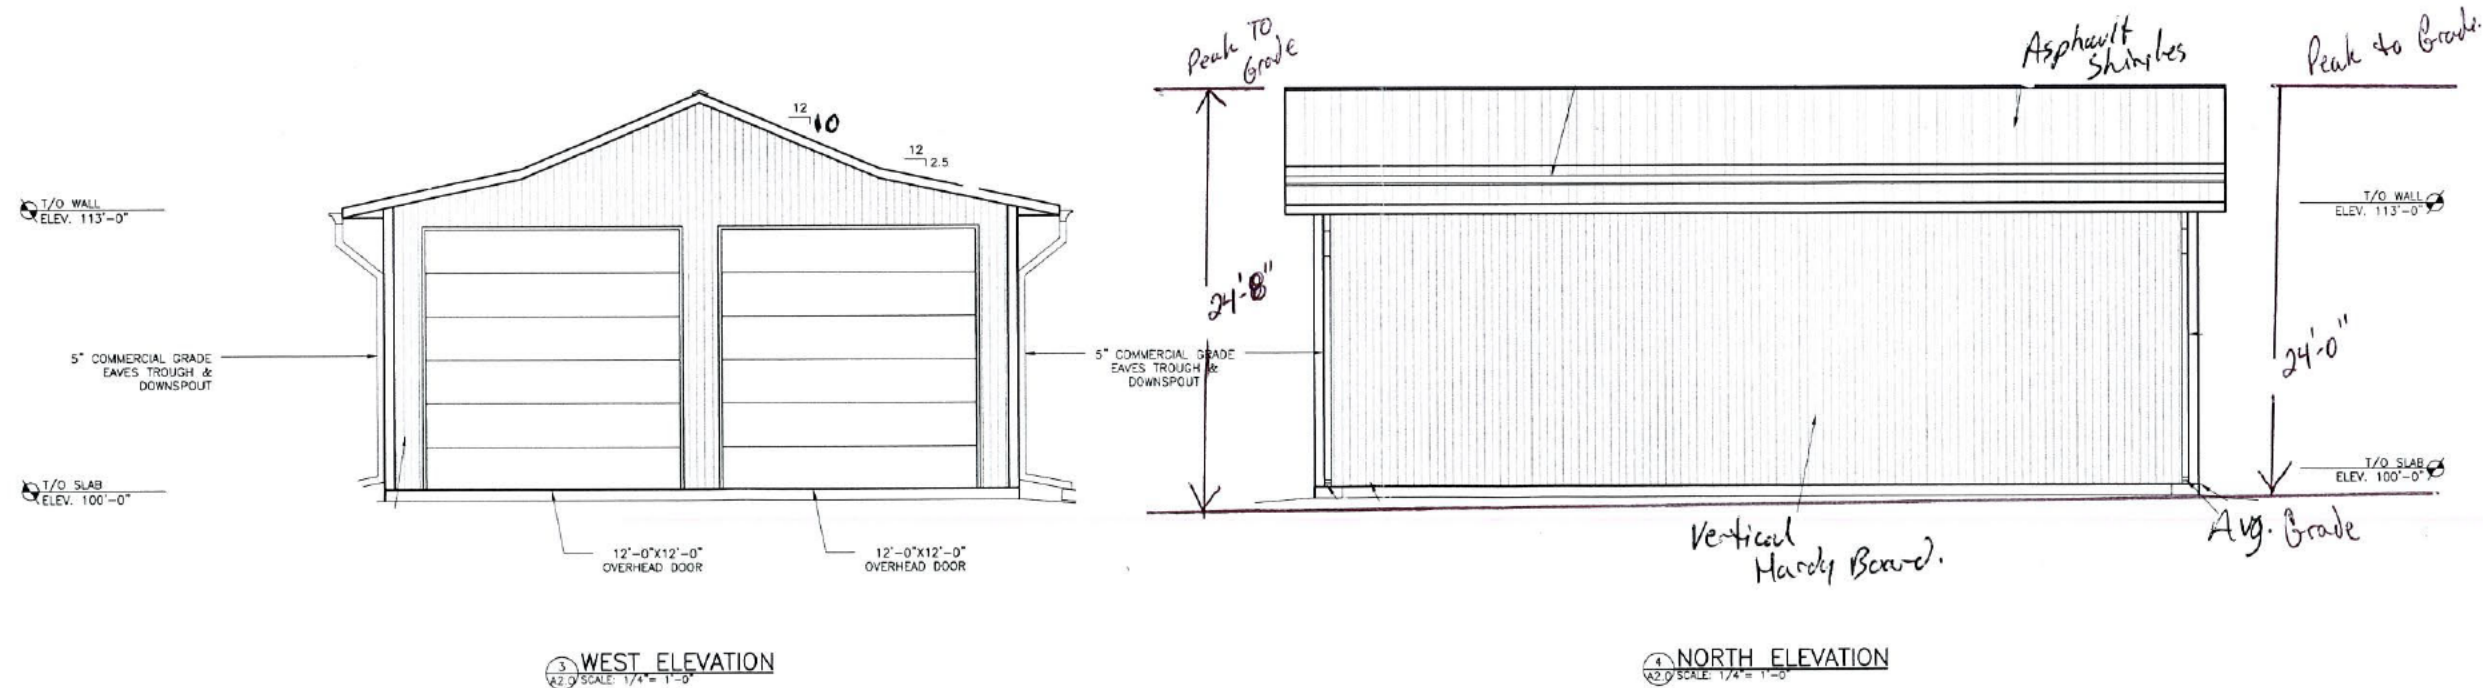 Peak TO
Grade
Asphault
Shingles
Peak to Grade.
12
10
12
2.5
T/O WALL
ELEV. 113'-0"
T/O WALL
ELEV. 113'-0"
24'-8"
24'-0"
5" COMMERCIAL GRADE
EAVES TROUGH &
DOWNSPOUT
5" COMMERCIAL GRADE
EAVES TROUGH &
DOWNSPOUT
T/O SLAB
ELEV. 100'-0"
T/O SLAB
ELEV. 100'-0"
12'-0"X12'-0"
OVERHEAD DOOR
12'-0"X12'-0"
OVERHEAD DOOR
Vertical
Hardy Board.
Avg. Grade
3
A2.0
WEST ELEVATION
SCALE: 1/4"= 1'-0"
4
A2.0
NORTH ELEVATION
SCALE: 1/4"= 1'-0"